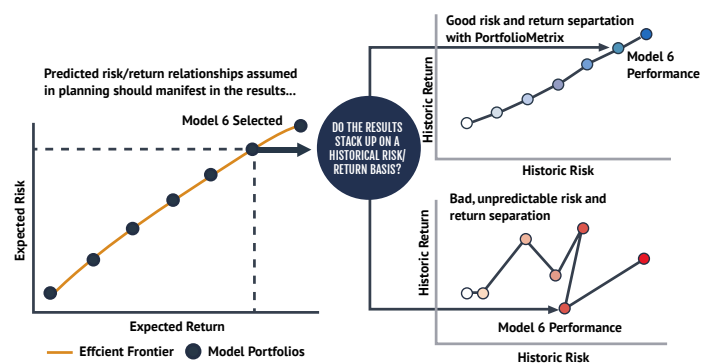 Predicted risk/return relationships assumed
in planning should manifest in the results...
Model 6 Selected
Expected Risk
Expected Return
Effcient Frontier
Model Portfolios
DO THE RESULTS
STACK UP ON A
HISTORICAL RISK/
RETURN BASIS?
Good risk and return separtation
with PortfolioMetrix
Model 6
Performance
Historic Return
Historic Risk
Bad, unpredictable risk and
return separation
Historic Return
Model 6 Performance
Historic Risk